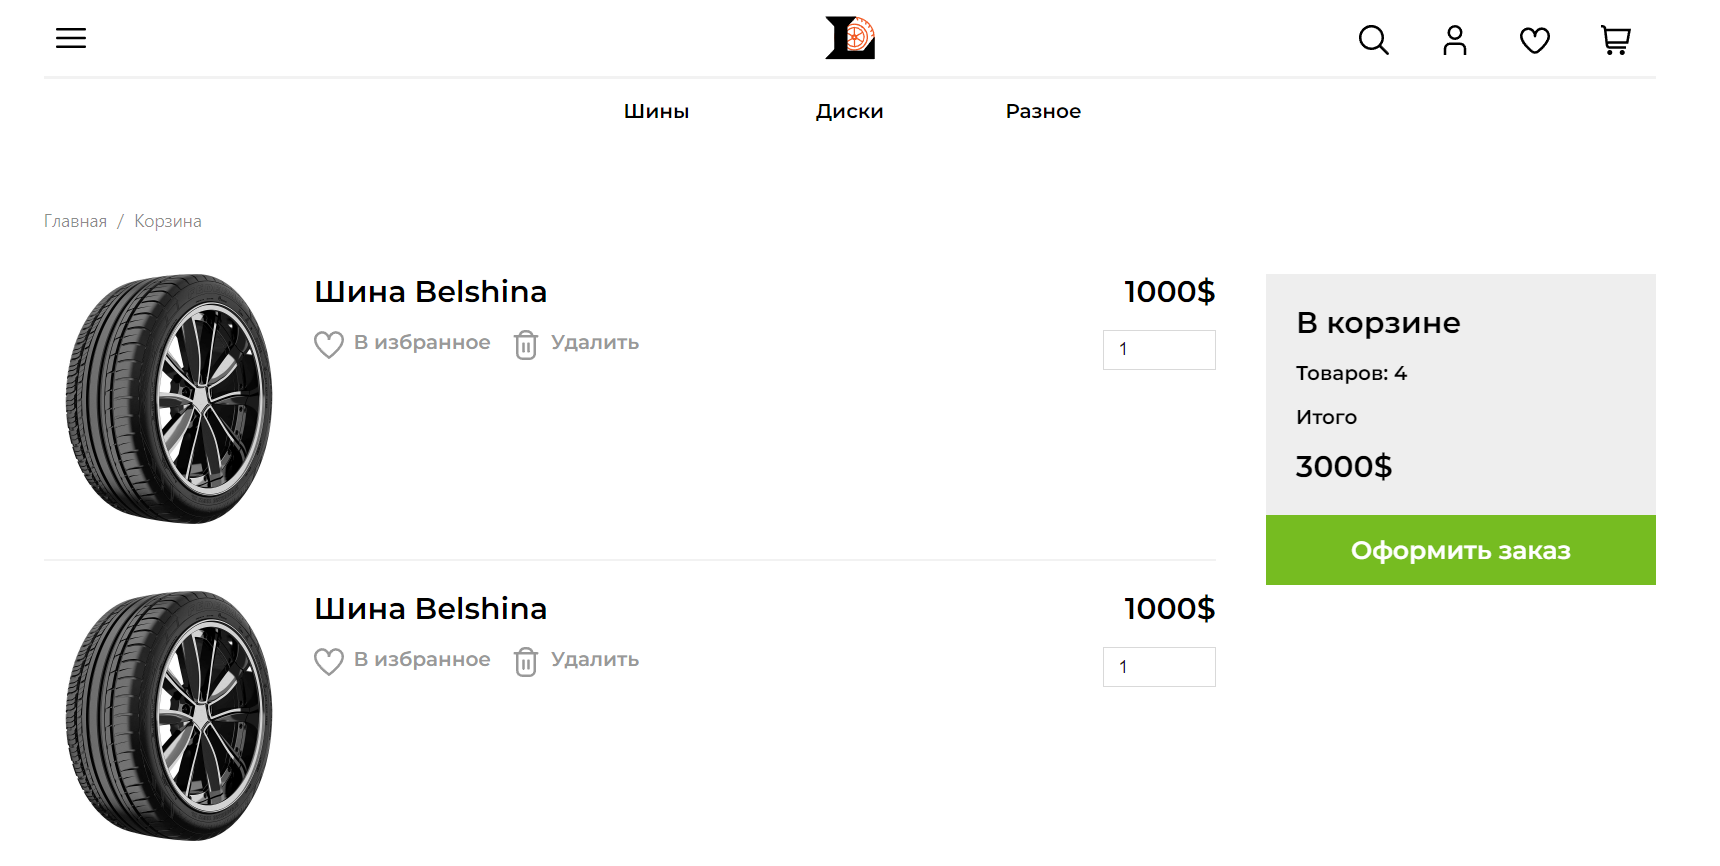 Шины Диски Разное
Главная / Корзина
Шина Belshina 1000$
В избранное Удалить 1
В корзине
Товаров: 4
Итого
3000$
Оформить заказ
Шина Belshina 1000$
В избранное Удалить 1